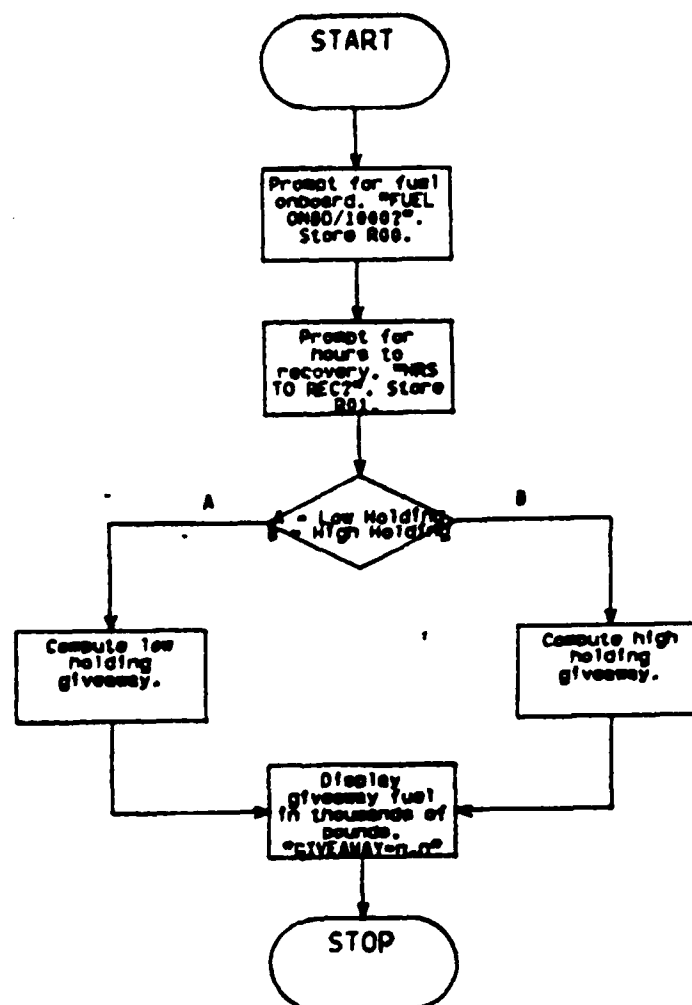 START
Prompt for fuel
onboard. "FUEL
ONBD/1000?".
Store R00.
Prompt for
hours to
recovery. "HRS
TO REC?". Store
R01.
A
B
A - Low Holding
B - High Holding
Compute low
holding
giveaway.
Compute high
holding
giveaway.
Display
giveaway fuel
in thousands of
pounds.
"GIVEAWAY=n.n"
STOP